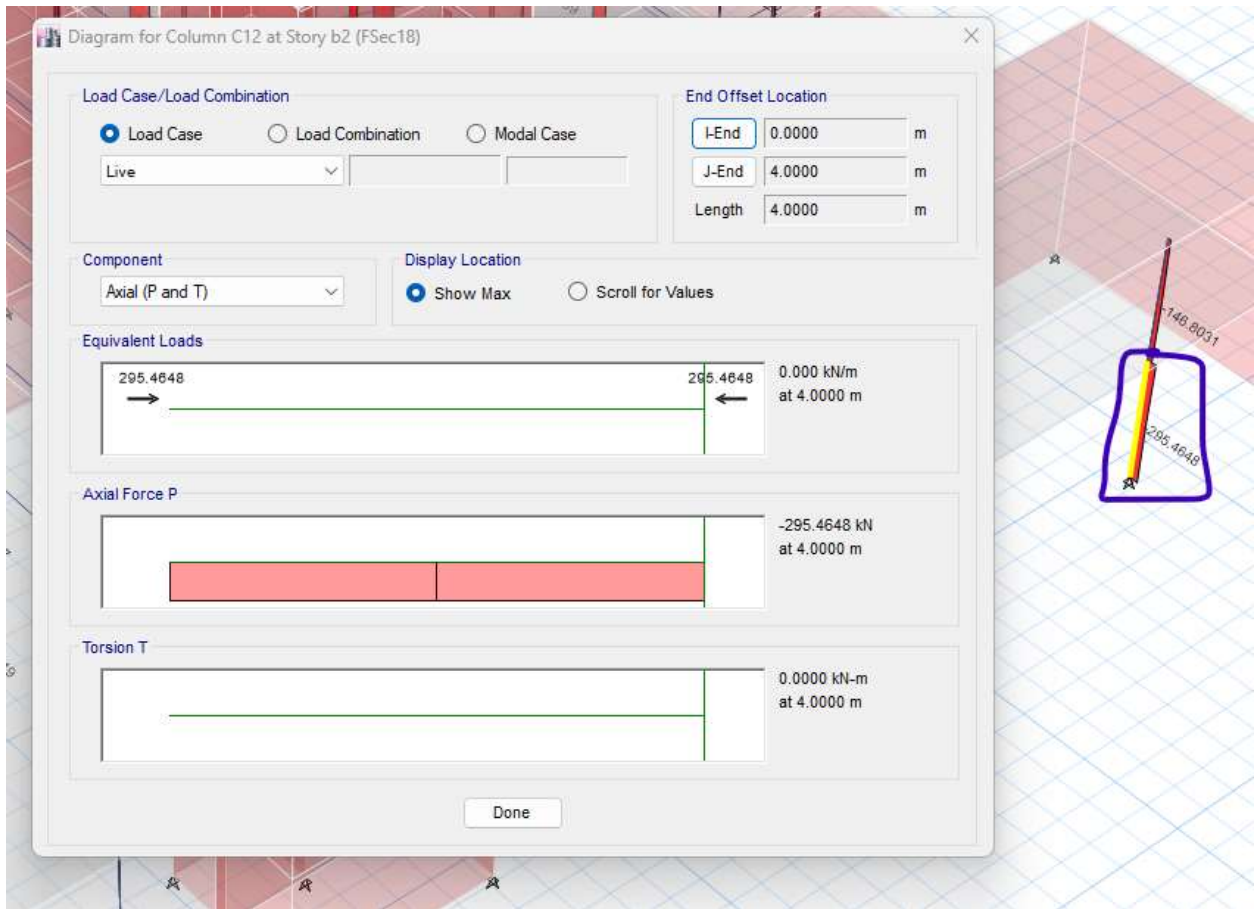 Diagram for Column C12 at Story b2 (FSec18)
Load Case/Load Combination
Load Case
Load Combination
Modal Case
Live
End Offset Location
I-End
0.0000
m
J-End
4.0000
m
Length
4.0000
m
Component
Axial (P and T)
Display Location
Show Max
Scroll for Values
Equivalent Loads
295.4648
295.4648
0.000 kN/m
at 4.0000 m
Axial Force P
-295.4648 kN
at 4.0000 m
Torsion T
0.0000 kN-m
at 4.0000 m
Done
-146.8031
-295.4648